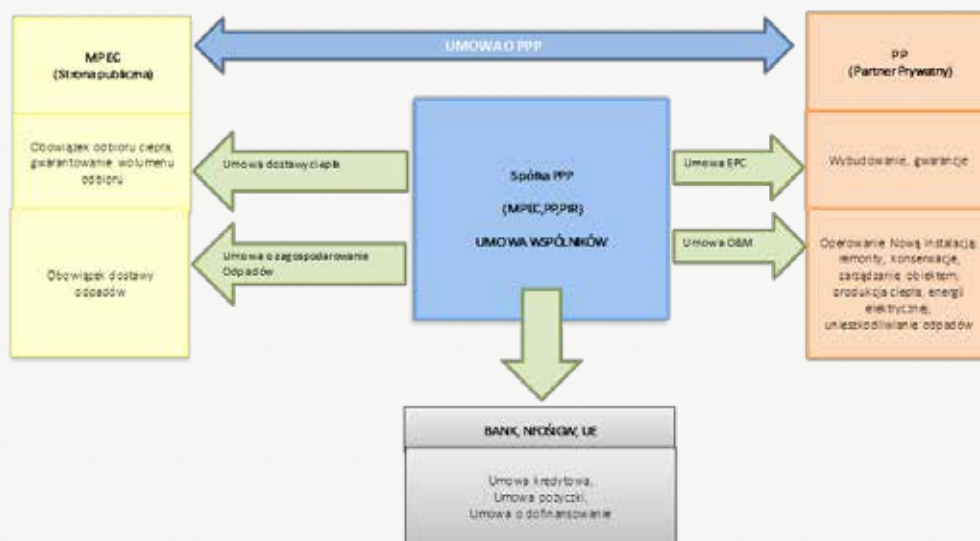 UMOWA O PPP
MPEC
(Strona publiczna)
Obowiązek odbioru ciepła,
gwarantowanie wolumenu
odbioru
Obowiązek dostawy
odpadów
Umowa dostawy ciepła
Umowa o zagospodarowanie
Odpadów
Spółka PPP
(MPEC,PP,PIR)
UMOWA WSPÓLNIKÓW
Umowa EPC
Umowa O&M
PP
(Partner Prywatny)
Wybudowanie, gwarancje
Operowanie Nową Instalacją:
remonty, konserwacje,
zarządzanie obiektem,
produkcja ciepła, energii
elektrycznej,
unieszkodliwianie odpadów
BANK, NFOŚIGW, UE
Umowa kredytowa,
Umowa pożyczki,
Umowa o dofinansowanie